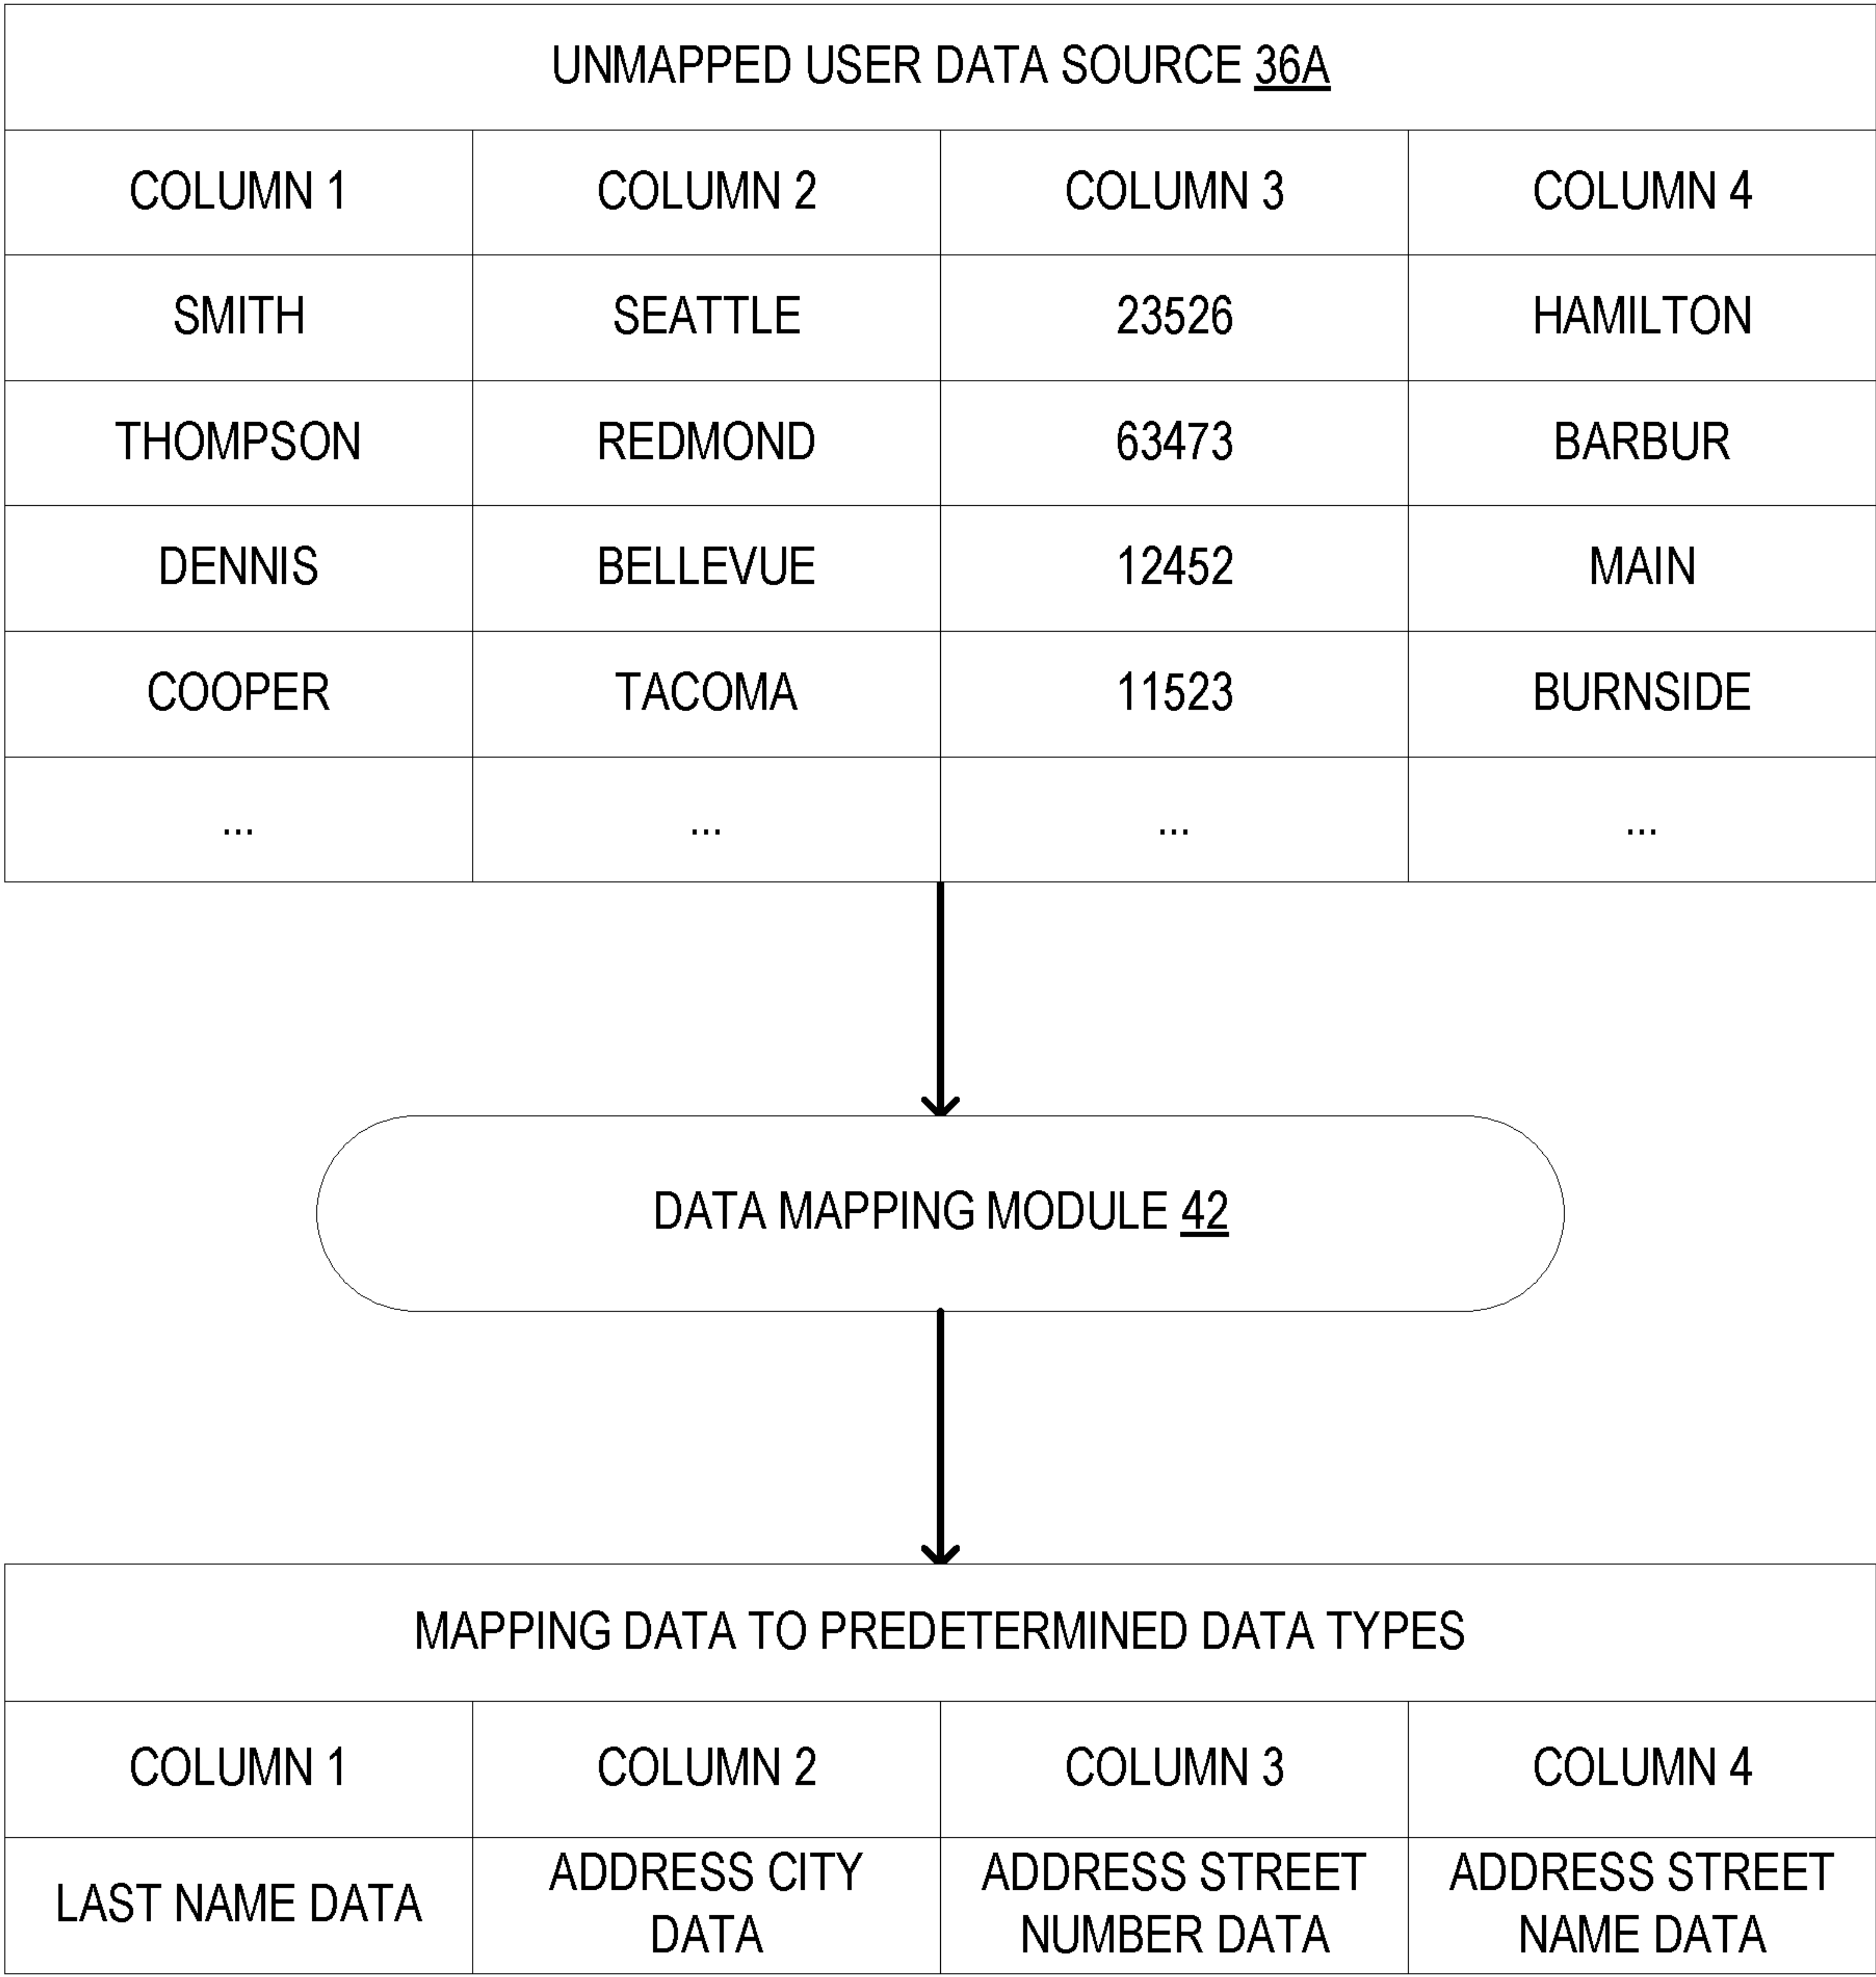 UNMAPPED USER DATA SOURCE 36A
COLUMN 1 COLUMN 2 COLUMN 3 COLUMN 4
SMITH SEATTLE 23526 HAMILTON
THOMPSON REDMOND 63473 BARBUR
DENNIS BELLEVUE 12452 MAIN
COOPER TACOMA 11523 BURNSIDE
... ... ... ...
DATA MAPPING MODULE 42
MAPPING DATA TO PREDETERMINED DATA TYPES
COLUMN 1 COLUMN 2 COLUMN 3 COLUMN 4
LAST NAME DATA
ADDRESS CITY
DATA
ADDRESS STREET
NUMBER DATA
ADDRESS STREET
NAME DATA